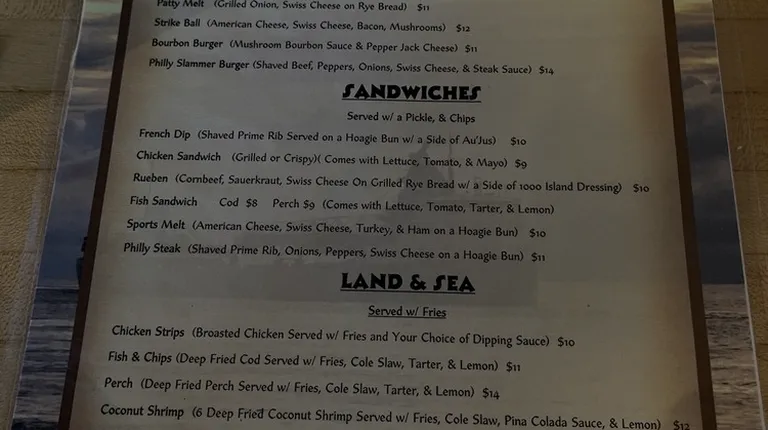 Patty Melt (Grilled Onion, Swiss Cheese on Rye Bread) $11
Strike Ball (American Cheese, Swiss Cheese, Bacon, Mushrooms) $12
Bourbon Burger (Mushroom Bourbon Sauce & Pepper Jack Cheese) $11
Philly Slammer Burger (Shaved Beef, Peppers, Onions, Swiss Cheese, & Steak Sauce) $14
SANDWICHES
Served w/ a Pickle, & Chips
French Dip (Shaved Prime Rib Served on a Hoagie Bun w/ a Side of Au'Jus) $10
Chicken Sandwich (Grilled or Crispy)( Comes with Lettuce, Tomato, & Mayo) $9
Rueben (Cornbeef, Sauerkraut, Swiss Cheese On Grilled Rye Bread w/ a Side of 1000 Island Dressing) $10
Fish Sandwich Cod $8 Perch $9 (Comes with Lettuce, Tomato, Tarter, & Lemon)
Sports Melt (American Cheese, Swiss Cheese, Turkey, & Ham on a Hoagie Bun) $10
Philly Steak (Shaved Prime Rib, Onions, Peppers, Swiss Cheese on a Hoagie Bun) $11
LAND & SEA
Served w/ Fries
Chicken Strips (Broasted Chicken Served w/ Fries and Your Choice of Dipping Sauce) $10
Fish & Chips (Deep Fried Cod Served w/ Fries, Cole Slaw, Tarter, & Lemon) $11
Perch (Deep Fried Perch Served w/ Fries, Cole Slaw, Tarter, & Lemon) $14
Coconut Shrimp (6 Deep Fried Coconut Shrimp Served w/ Fries, Cole Slaw, Pina Colada Sauce, & Lemon) $12